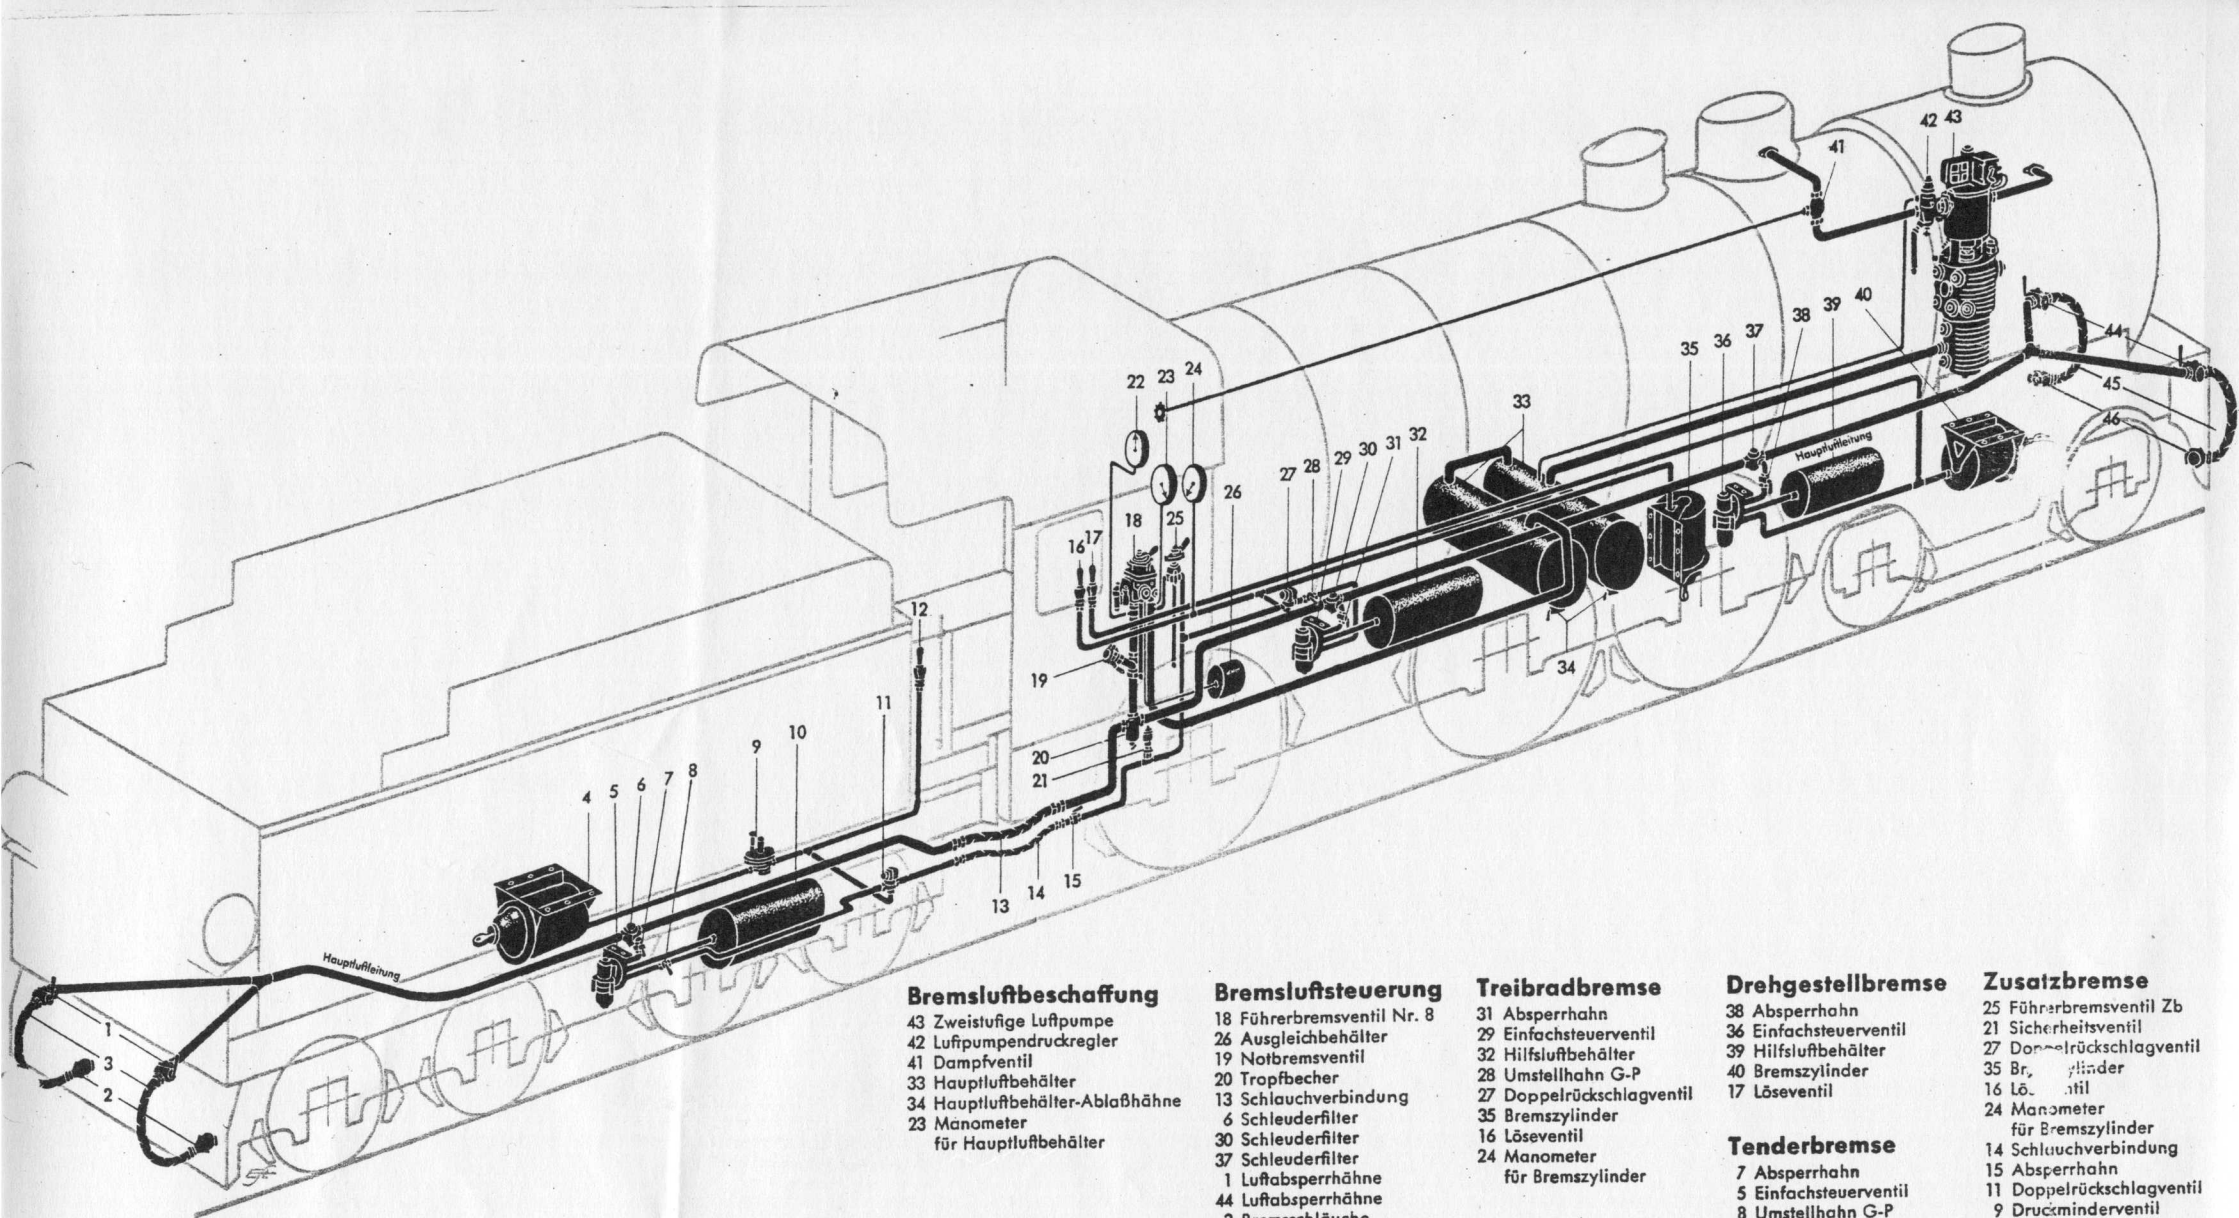 42 43
41
40
39
38
37
36
35
44
45
46
33
24
23
22
32
31
30
29
28
27
26
25
18
17
16
Hauptluftleitung
34
19
20
21
12
11
10
9
8
7
6
5
4
15
14
13
Hauptluftleitung
1
3
2
Bremsluftbeschaffung
43 Zweistufige Luftpumpe
42 Luftpumpendruckregler
41 Dampfventil
33 Hauptluftbehälter
34 Hauptluftbehälter-Ablaßhähne
23 Manometer
für Hauptluftbehälter
Bremsluftsteuerung
18 Führerbremsventil Nr. 8
26 Ausgleichbehälter
19 Notbremsventil
20 Tropfbecher
13 Schlauchverbindung
6 Schleuderfilter
30 Schleuderfilter
37 Schleuderfilter
1 Luftabsperrhähne
44 Luftabsperrhähne
Treibradbremse
31 Absperrhahn
29 Einfachsteuerventil
32 Hilfsluftbehälter
28 Umstellhahn G-P
27 Doppelrückschlagventil
35 Bremszylinder
16 Löseventil
24 Manometer
für Bremszylinder
Drehgestellbremse
38 Absperrhahn
36 Einfachsteuerventil
39 Hilfsluftbehälter
40 Bremszylinder
17 Löseventil
Tenderbremse
7 Absperrhahn
5 Einfachsteuerventil
8 Umstellhahn G-P
Zusatzbremse
25 Führerbremsventil Zb
21 Sicherheitsventil
27 Doppelrückschlagventil
35
16
24 Manometer
für Bremszylinder
14 Schlauchverbindung
15 Absperrhahn
11 Doppelrückschlagventil
9 Druckminderventil